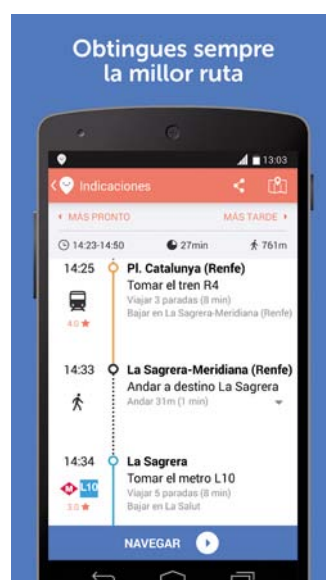 Obtingues sempre
la millor ruta
13:03
Indicaciones
MÁS PRONTO MÁS TARDE
14:23-14:50 27min 761m
14:25 Pl. Catalunya (Renfe)
Tomar el tren R4
Viajar 3 paradas (8 min)
Bajar en La Sagrera-Meridiana (Renfe)
4.0
14:33 La Sagrera-Meridiana (Renfe)
Andar a destino La Sagrera
Andar 31m (1 min)
14:34 La Sagrera
Tomar el metro L10
M L10
Viajar 5 paradas (8 min)
3.0 Bajar en La Salut
NAVEGAR